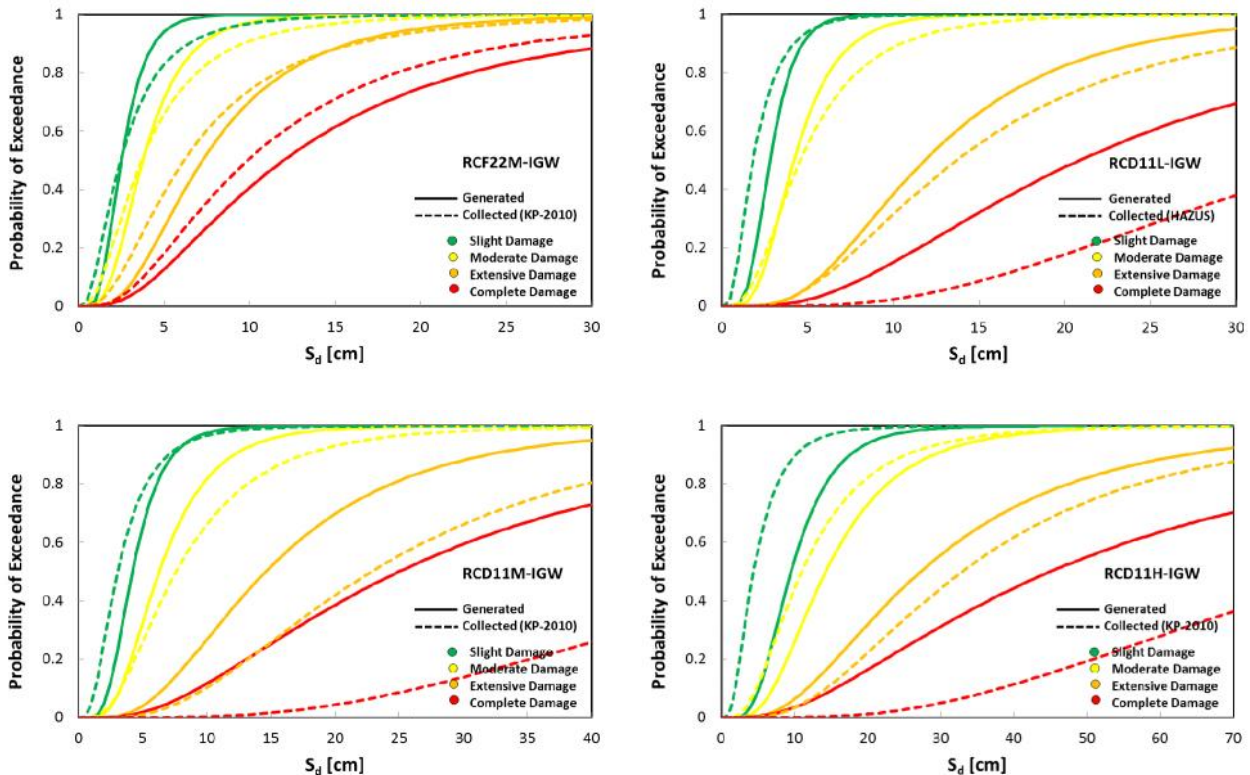 Probability of Exceedance
1
0.8
0.6
0.4
0.2
0
RCF22M-IGW
Generated
Collected (KP-2010)
Slight Damage
Moderate Damage
Extensive Damage
Complete Damage
0 5 10 15 20 25 30
Sd [cm]
Probability of Exceedance
1
0.8
0.6
0.4
0.2
0
RCD11L-IGW
Generated
Collected (HAZUS)
Slight Damage
Moderate Damage
Extensive Damage
Complete Damage
0 5 10 15 20 25 30
Sd [cm]
Probability of Exceedance
1
0.8
0.6
0.4
0.2
0
RCD11M-IGW
Generated
Collected (KP-2010)
Slight Damage
Moderate Damage
Extensive Damage
Complete Damage
0 5 10 15 20 25 30 35 40
Sd [cm]
Probability of Exceedance
1
0.8
0.6
0.4
0.2
0
RCD11H-IGW
Generated
Collected (KP-2010)
Slight Damage
Moderate Damage
Extensive Damage
Complete Damage
0 10 20 30 40 50 60 70
Sd [cm]